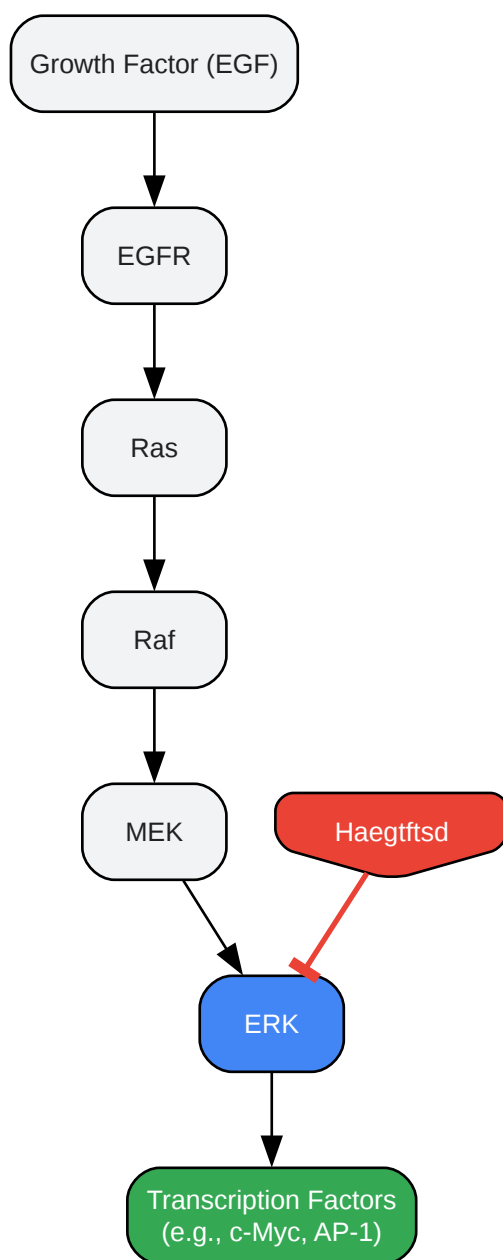 Growth Factor (EGF)
EGFR
Ras
Raf
MEK
Haegtftsd
ERK
Transcription Factors
(e.g., c-Myc, AP-1)